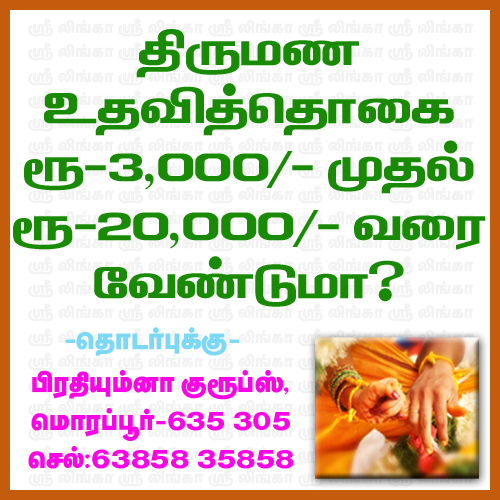 திருமண
உதவித்தொகை
ரூ-3,000/- முதல்
ரூ-20,000/- வரை
வேண்டுமா?
-தொடர்புக்கு-
பிரதியும்னா குரூப்ஸ்,
மொரப்பூர்-635 305
செல்:63858 35858